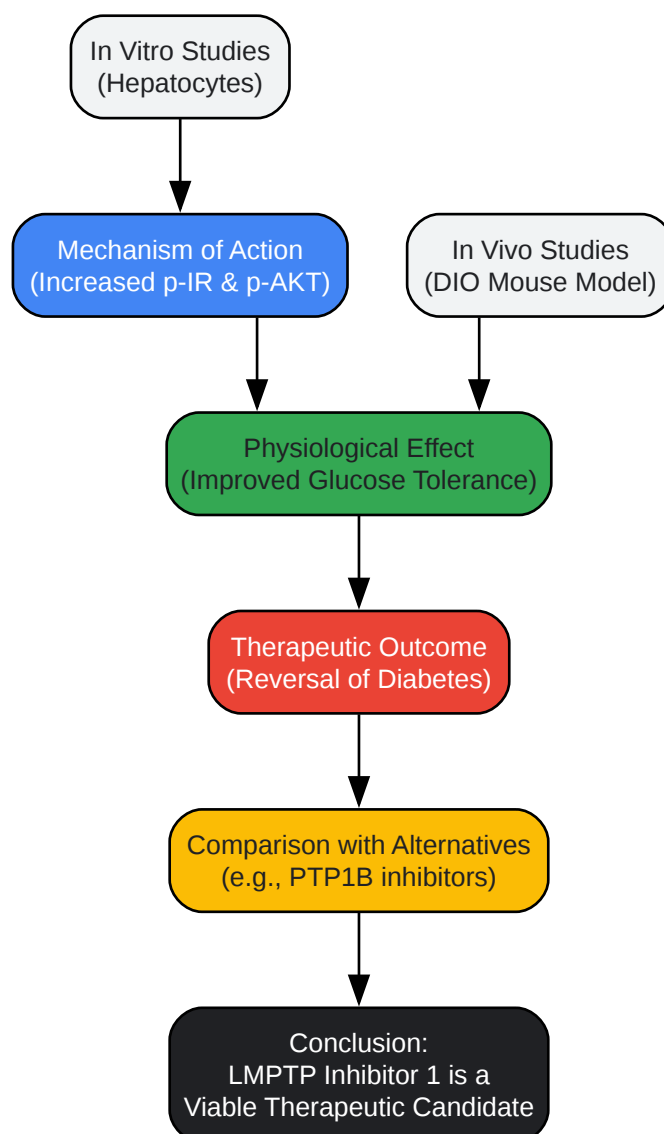 In Vitro Studies
(Hepatocytes)
Mechanism of Action
(Increased p-IR & p-AKT)
In Vivo Studies
(DIO Mouse Model)
Physiological Effect
(Improved Glucose Tolerance)
Therapeutic Outcome
(Reversal of Diabetes)
Comparison with Alternatives
(e.g., PTP1B inhibitors)
Conclusion:
LMPTP Inhibitor 1 is a
Viable Therapeutic Candidate